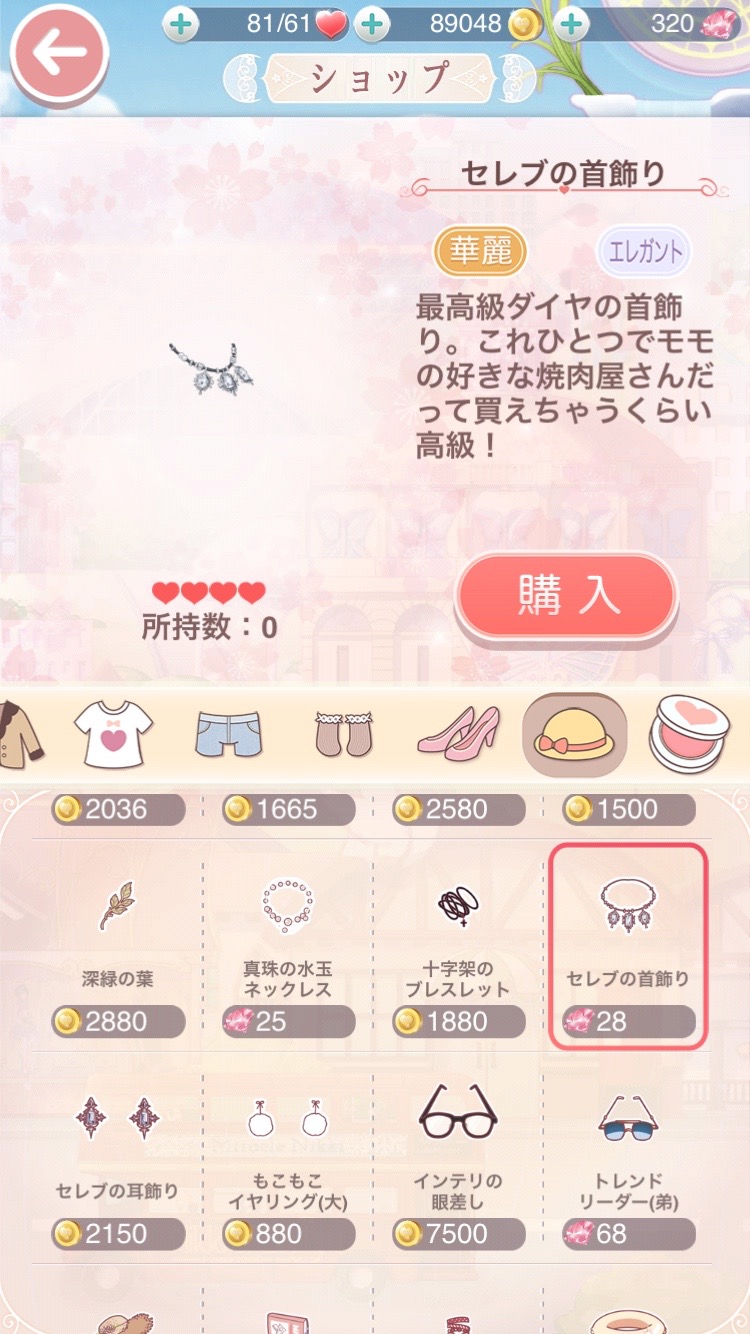 81/61
89048
320
ショップ
セレブの首飾り
華麗
エレガント
最高級ダイヤの首飾
り。これひとつでモモ
の好きな焼肉屋さんだ
って買えちゃうくらい
高級！
所持数：0
購入
2036
1665
2580
1500
深緑の葉
真珠の水玉
ネックレス
十字架の
ブレスレット
セレブの首飾り
2880
25
1880
28
セレブの耳飾り
もこもこ
イヤリング(大)
インテリの
眼差し
トレンド
リーダー(弟)
2150
880
7500
68